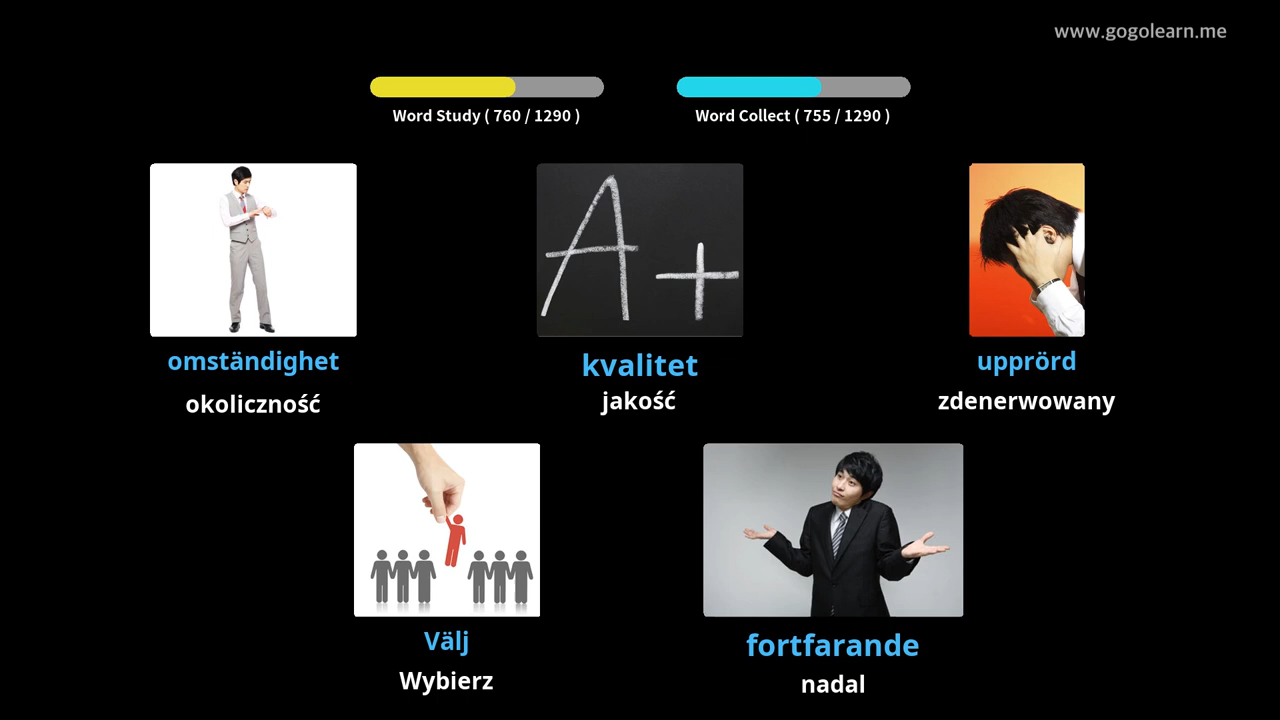 www.gogolearn.me
Word Study ( 760 / 1290 )
Word Collect ( 755 / 1290 )
A+
omständighet
okoliczność
kvalitet
jakość
upprörd
zdenerwowany
Välj
Wybierz
fortfarande
nadal